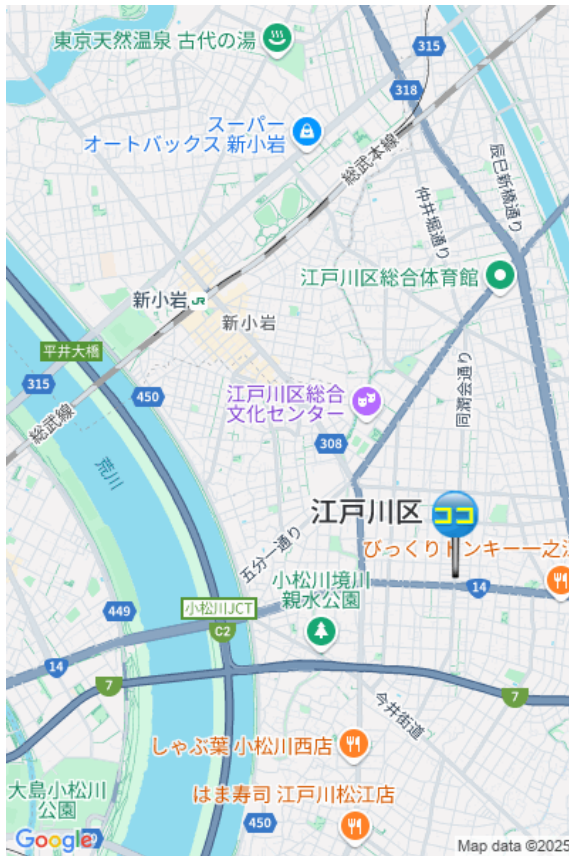 東京天然温泉 古代の湯
315
318
スーパー
オートバックス 新小岩
総武本線
辰巳新橋通り
仲井堀通り
江戸川区総合体育館
新小岩
JR
新小岩
平井大橋
315
450
総武線
荒川
江戸川区総合
文化センター
同潤会通り
308
江戸川区
ココ
五分一通り
びっくりドンキー一之江
14
小松川境川
親水公園
449
小松川JCT
C2
14
7
7
今井街道
しゃぶ葉 小松川西店
大島小松川
公園
はま寿司 江戸川松江店
450
Google
Map data ©2025